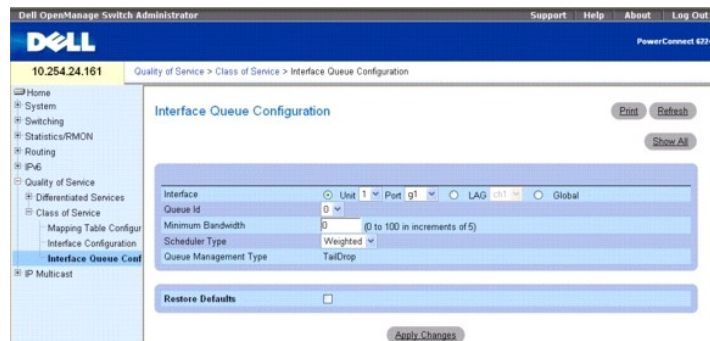 Dell OpenManage Switch Administrator
Support Help About Log Out
DELL
PowerConnect 622
10.254.24.161
Quality of Service > Class of Service > Interface Queue Configuration
Home
System
Switching
Statistics/RMON
Routing
IPv6
Quality of Service
Differentiated Services
Class of Service
Mapping Table Configur
Interface Configuration
Interface Queue Conf
IP Multicast
Interface Queue Configuration
Print Refresh
Show All
Interface Unit 1 Port g1 LAG ch1 Global
Queue Id 0
Minimum Bandwidth 0 (0 to 100 in increments of 5)
Scheduler Type Weighted
Queue Management Type TailDrop
Restore Defaults
Apply Changes